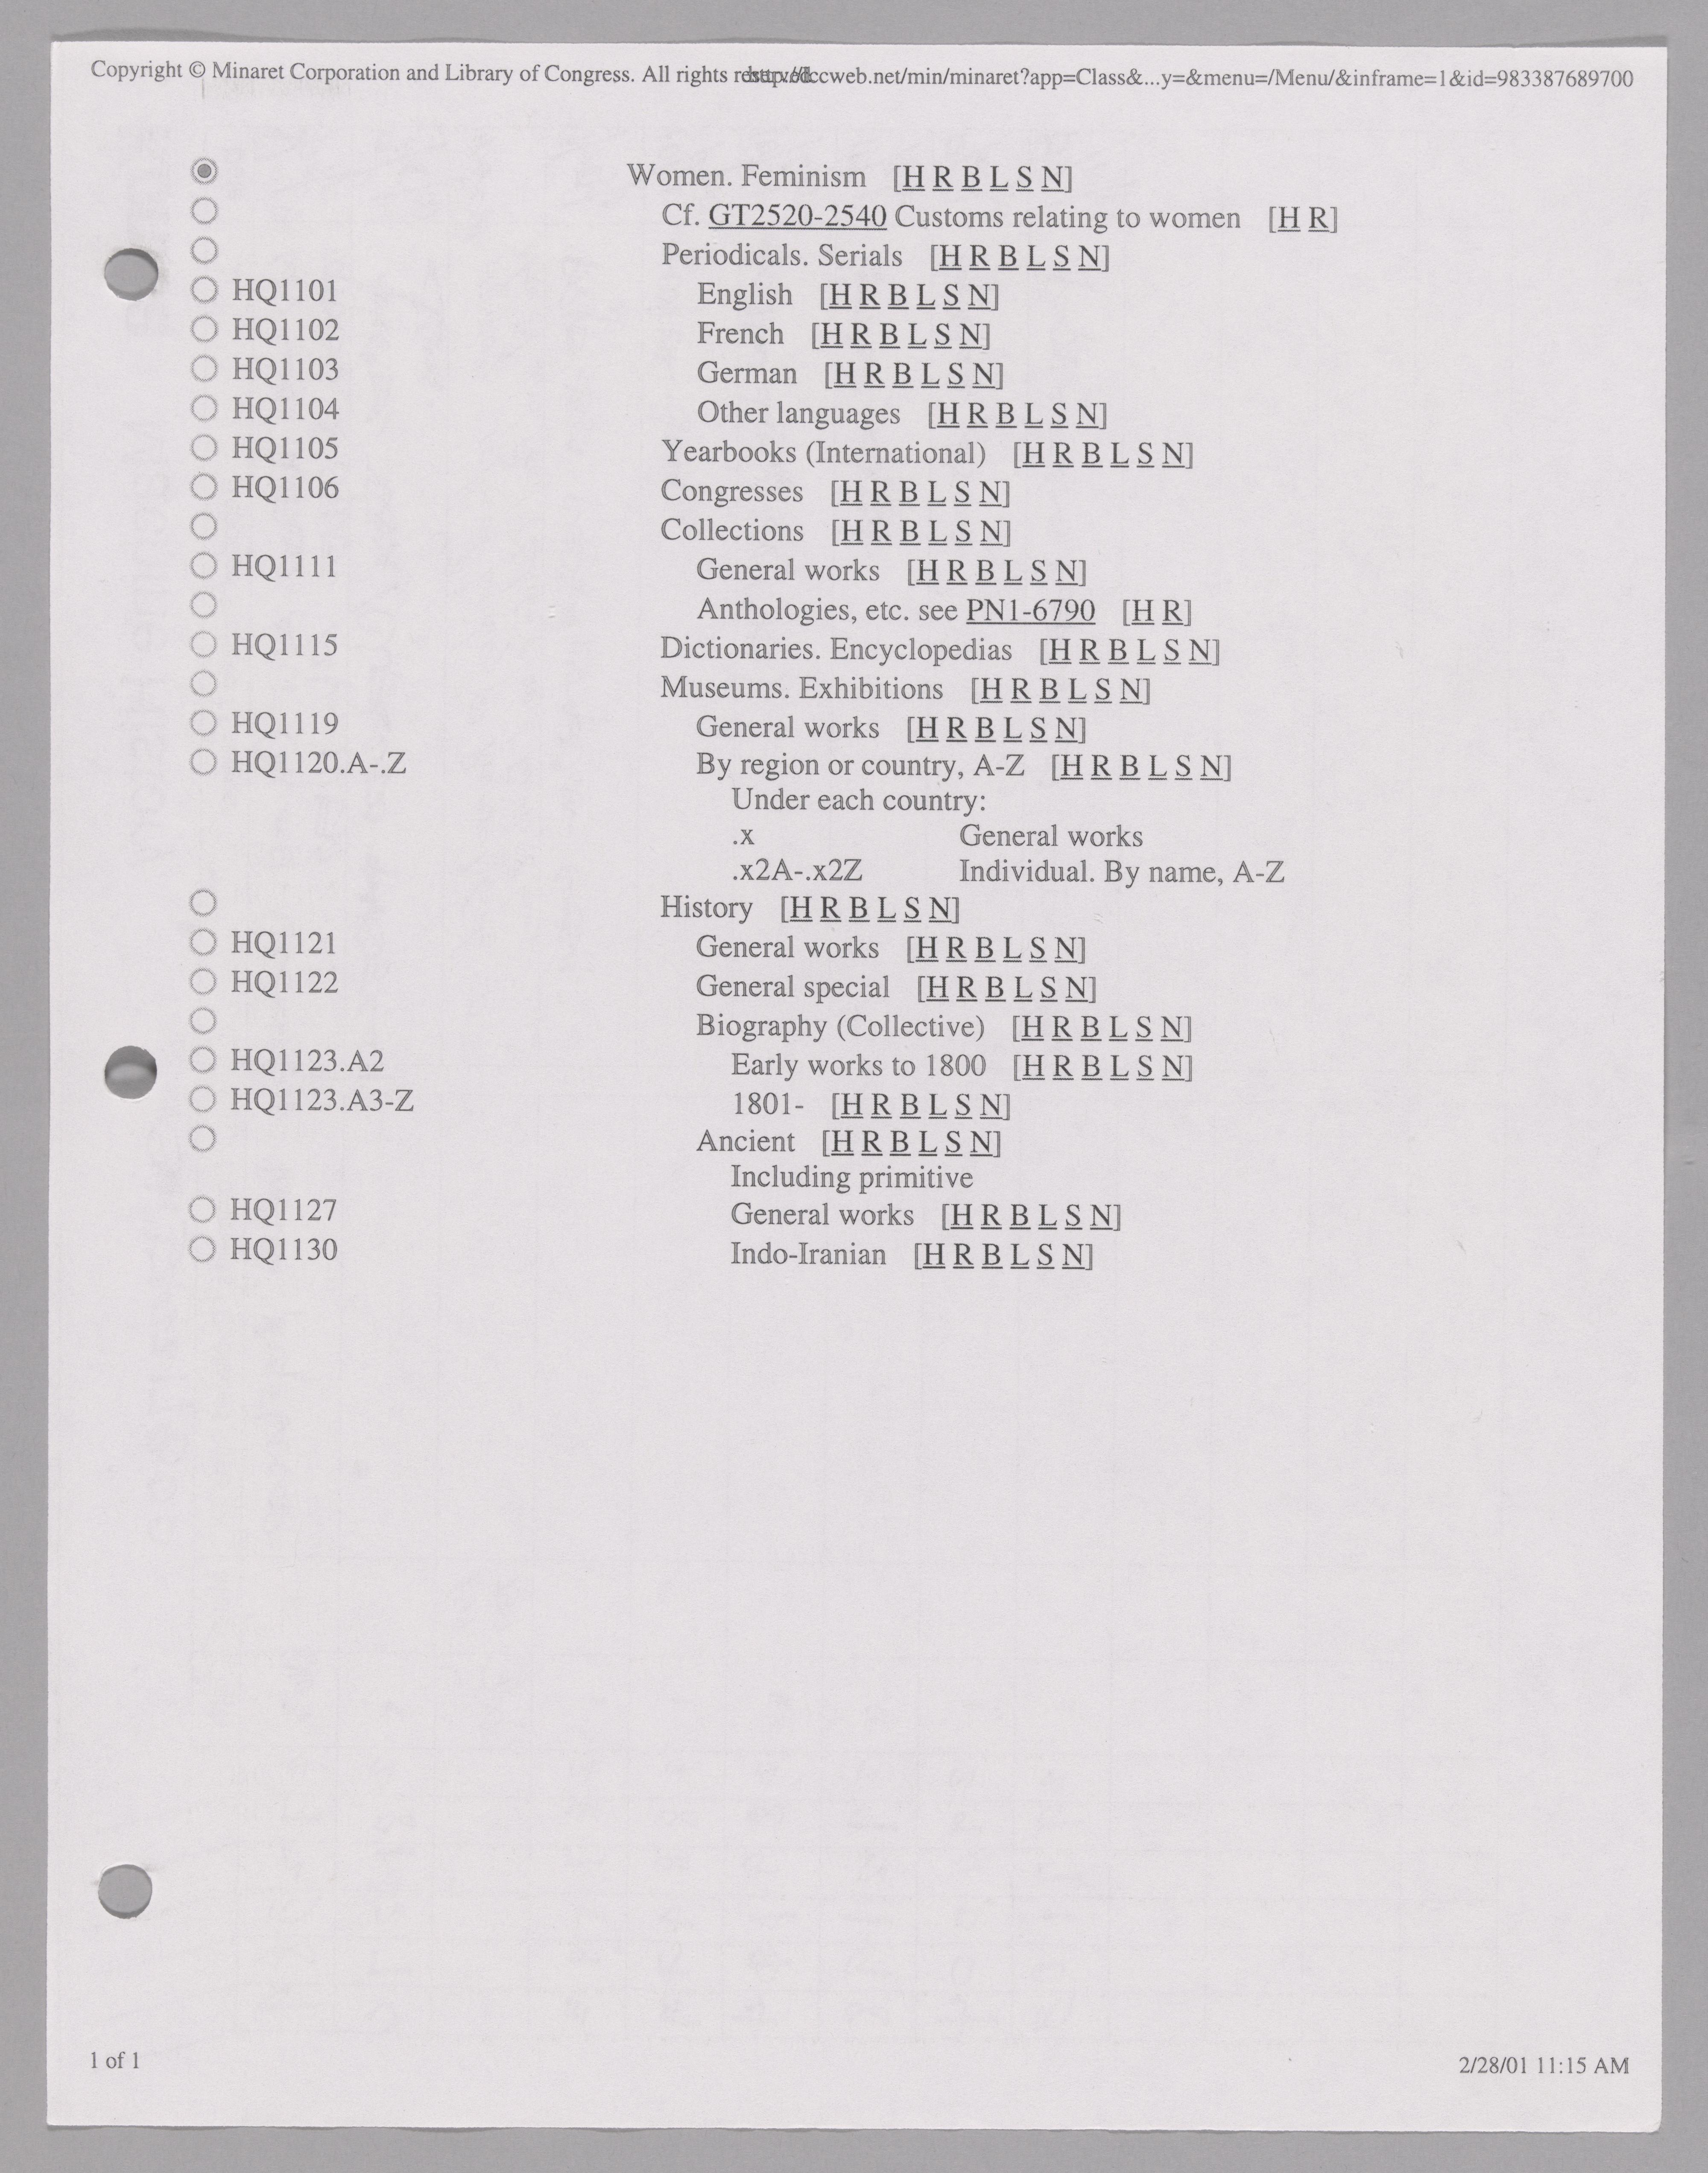 Copyright © Minaret Corporation and Library of Congress. All rights reserved. http://lccweb.net/min/minaret?app=Class&...y=&menu=/Menu/&inframe=1&id=983387689700
Women. Feminism [H R B L S N]
Cf. GT2520-2540 Customs relating to women [H R]
Periodicals. Serials [H R B L S N]
HQ1101 English [H R B L S N]
HQ1102 French [H R B L S N]
HQ1103 German [H R B L S N]
HQ1104 Other languages [H R B L S N]
HQ1105 Yearbooks (International) [H R B L S N]
HQ1106 Congresses [H R B L S N]
Collections [H R B L S N]
HQ1111 General works [H R B L S N]
Anthologies, etc. see PN1-6790 [H R]
HQ1115 Dictionaries. Encyclopedias [H R B L S N]
Museums. Exhibitions [H R B L S N]
HQ1119 General works [H R B L S N]
HQ1120.A-.Z By region or country, A-Z [H R B L S N]
Under each country:
.x General works
.x2A-.x2Z Individual. By name, A-Z
History [H R B L S N]
HQ1121 General works [H R B L S N]
HQ1122 General special [H R B L S N]
Biography (Collective) [H R B L S N]
HQ1123.A2 Early works to 1800 [H R B L S N]
HQ1123.A3-Z 1801- [H R B L S N]
Ancient [H R B L S N]
Including primitive
HQ1127 General works [H R B L S N]
HQ1130 Indo-Iranian [H R B L S N]
1 of 1 2/28/01 11:15 AM